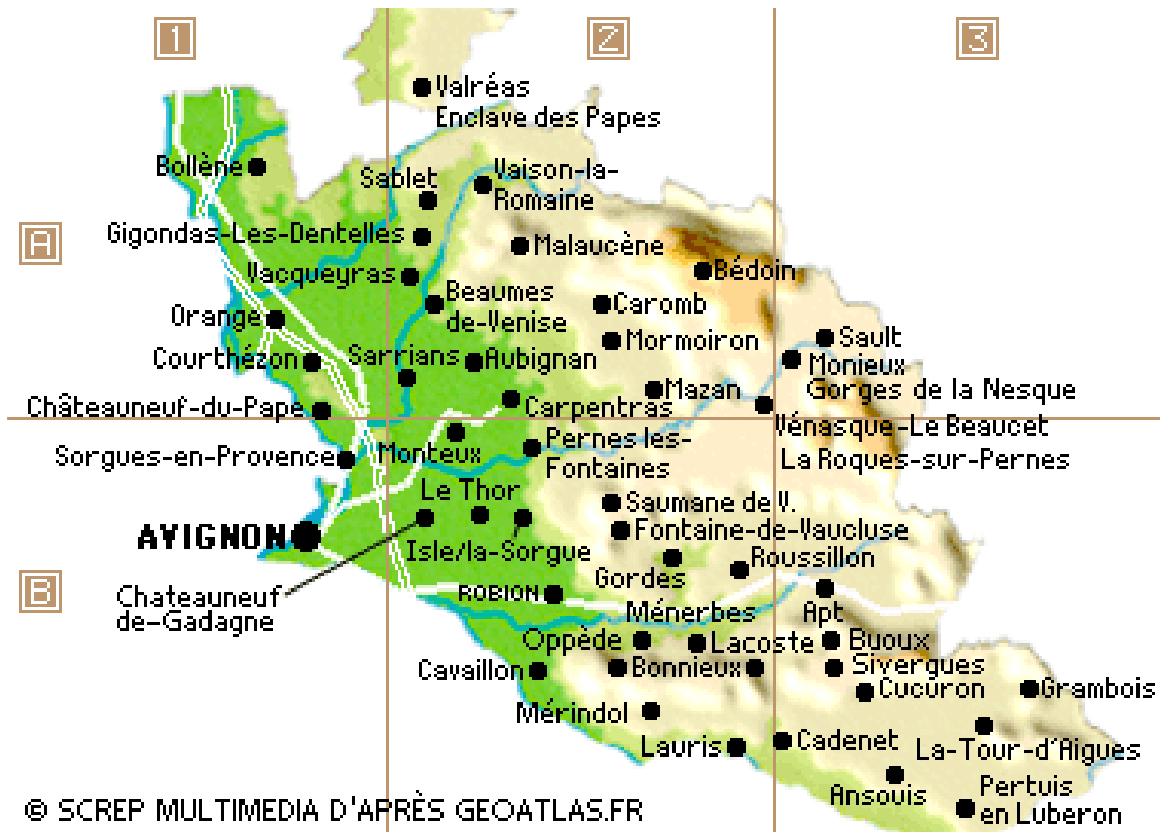 1
2
3
Valréas
Enclave des Papes
Bollène
Sablet
Vaison-la-
Romaine
A
Gigondas-Les-Dentelles
Malaucène
Vacqueyras
Bédoin
Beaumes
de-Venise
Caromb
Orange
Mormoiron
Sault
Courthézon
Sarrians
Aubignan
Monieux
Gorges de la Nesque
Mazan
Châteauneuf-du-Pape
Carpentras
Vénasque-Le Beaucet
Sorgues-en-Provence
Monteux
Pernes les-
Fontaines
La Roques-sur-Pernes
Le Thor
Saumane de V.
AVIGNON
Fontaine-de-Vaucluse
Isle/la-Sorgue
Roussillon
Gordes
B
Chateauneuf
de-Gadagne
ROBION
Ménerbes
Apt
Oppède
Lacoste
Buoux
Cavaillon
Bonnieux
Sivergues
Cucuron
Grambois
Mérindol
Lauris
Cadenet
La-Tour-d'Aigues
Ansouis
Pertuis
en Luberon
© SCREP MULTIMEDIA D'APRÈS GEOATLAS.FR